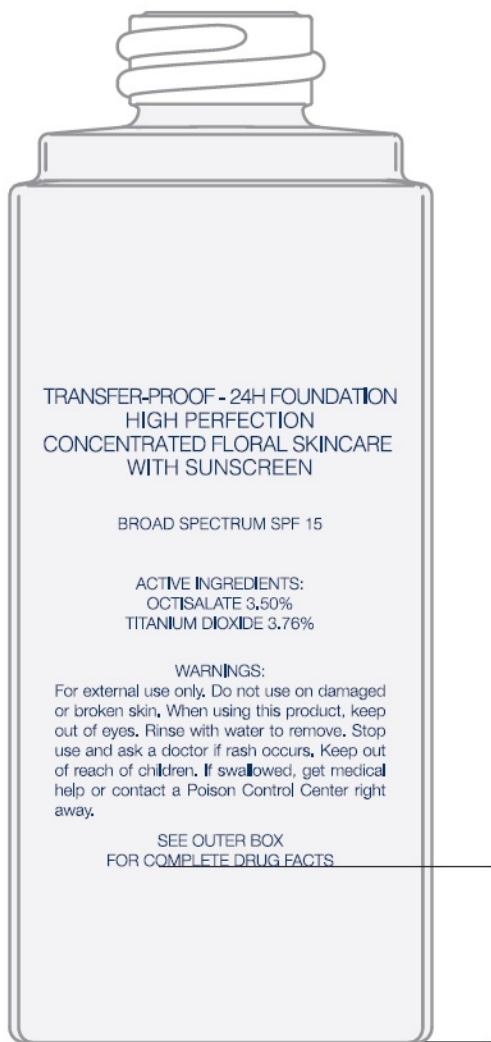 TRANSFER-PROOF - 24H FOUNDATION
HIGH PERFECTION
CONCENTRATED FLORAL SKINCARE
WITH SUNSCREEN
BROAD SPECTRUM SPF 15
ACTIVE INGREDIENTS:
OCTISALATE 3.50%
TITANIUM DIOXIDE 3.76%
WARNINGS:
For external use only. Do not use on damaged
or broken skin. When using this product, keep
out of eyes. Rinse with water to remove. Stop
use and ask a doctor if rash occurs. Keep out
of reach of children. If swallowed, get medical
help or contact a Poison Control Center right
away.
SEE OUTER BOX
FOR COMPLETE DRUG FACTS